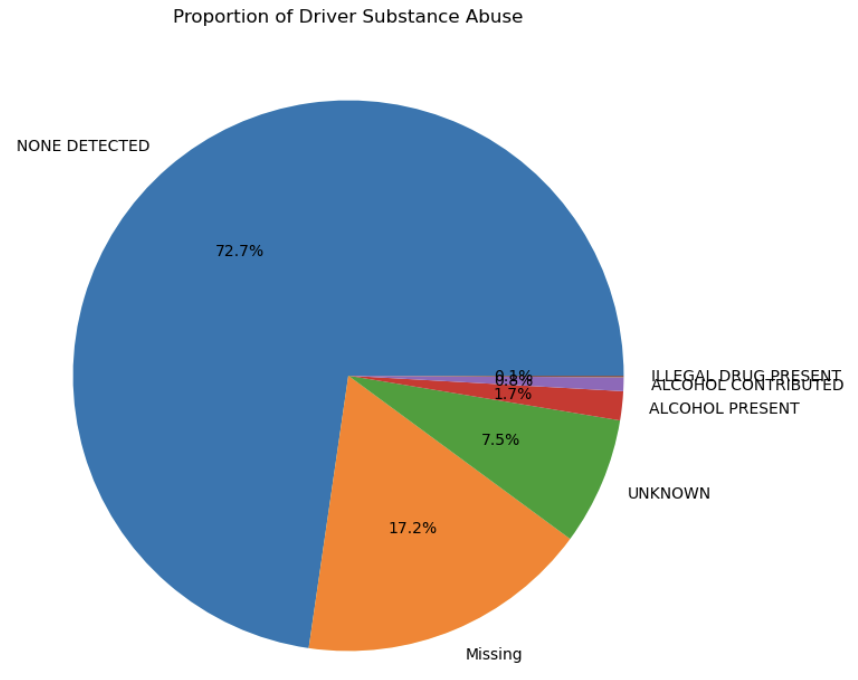 Proportion of Driver Substance Abuse
NONE DETECTED
72.7%
0.1%
ILLEGAL DRUG PRESENT
0.8%
ALCOHOL CONTRIBUTED
1.7%
ALCOHOL PRESENT
7.5%
UNKNOWN
17.2%
Missing